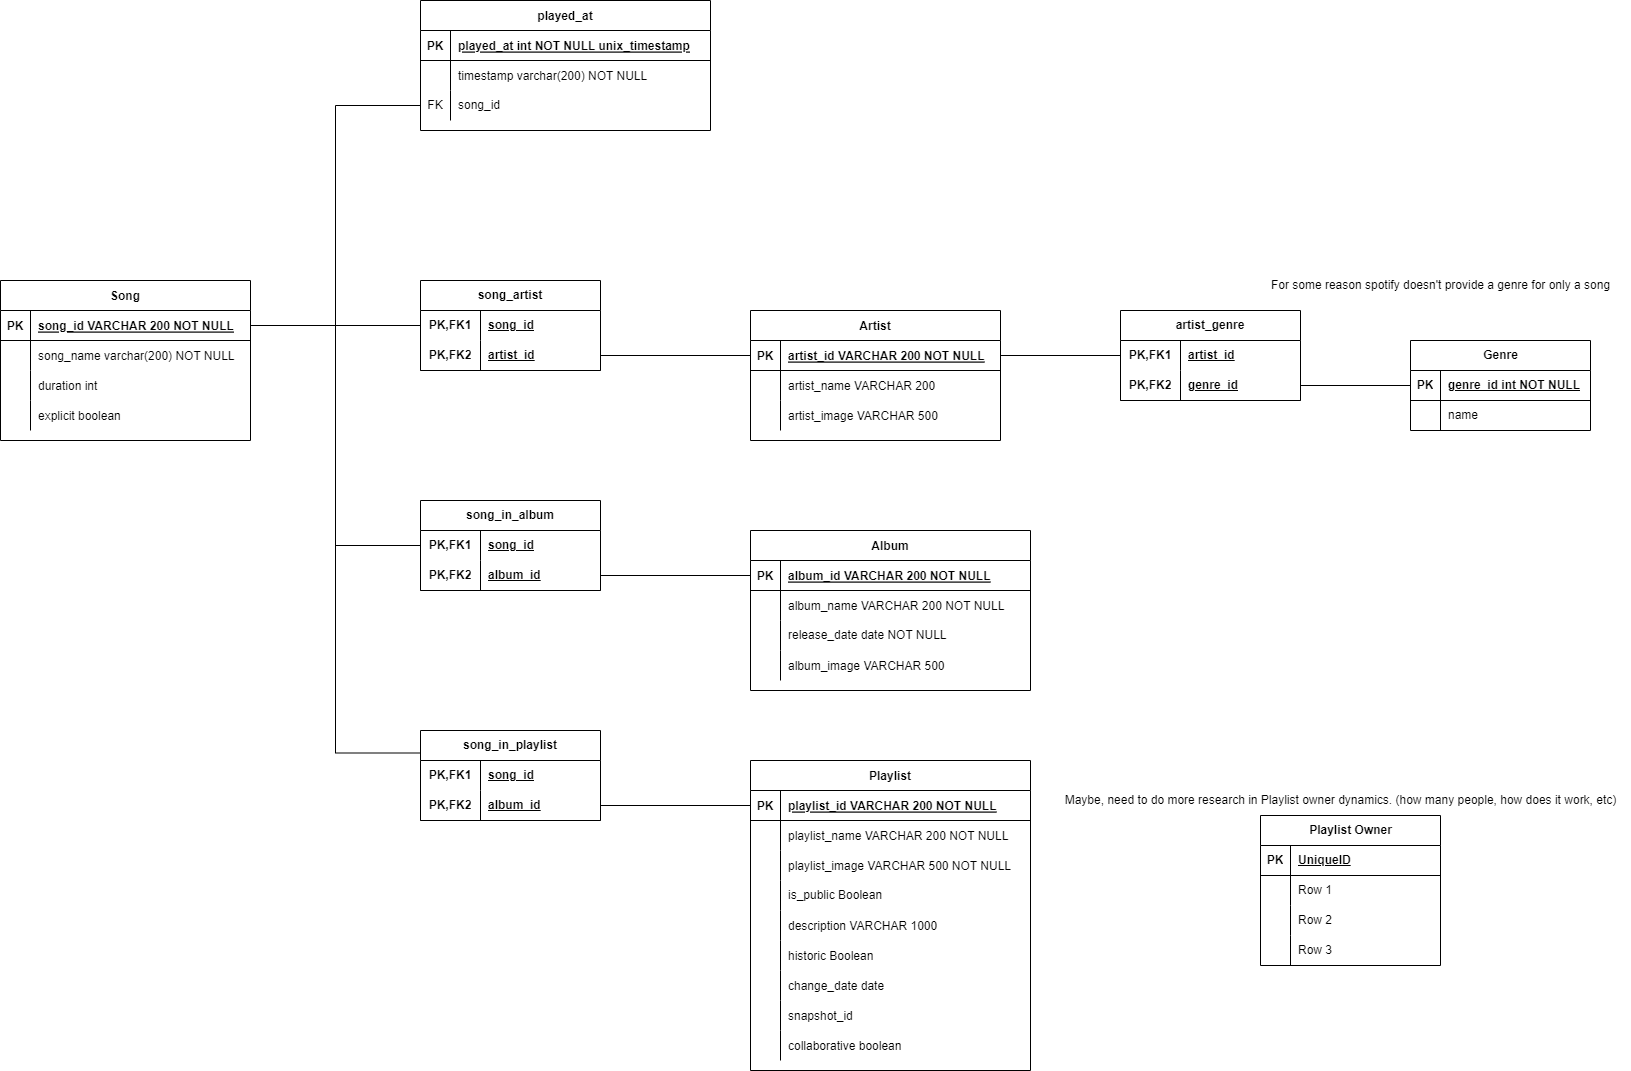 played_at
PK played_at int NOT NULL unix_timestamp
timestamp varchar(200) NOT NULL
FK song_id
Song
PK song_id VARCHAR 200 NOT NULL
song_name varchar(200) NOT NULL
duration int
explicit boolean
song_artist
PK,FK1 song_id
PK,FK2 artist_id
Artist
PK artist_id VARCHAR 200 NOT NULL
artist_name VARCHAR 200
artist_image VARCHAR 500
artist_genre
PK,FK1 artist_id
PK,FK2 genre_id
For some reason spotify doesn't provide a genre for only a song
Genre
PK genre_id int NOT NULL
name
song_in_album
PK,FK1 song_id
PK,FK2 album_id
Album
PK album_id VARCHAR 200 NOT NULL
album_name VARCHAR 200 NOT NULL
release_date date NOT NULL
album_image VARCHAR 500
song_in_playlist
PK,FK1 song_id
PK,FK2 album_id
Playlist
PK playlist_id VARCHAR 200 NOT NULL
playlist_name VARCHAR 200 NOT NULL
playlist_image VARCHAR 500 NOT NULL
is_public Boolean
description VARCHAR 1000
historic Boolean
change_date date
snapshot_id
collaborative boolean
Maybe, need to do more research in Playlist owner dynamics. (how many people, how does it work, etc)
Playlist Owner
PK UniqueID
Row 1
Row 2
Row 3